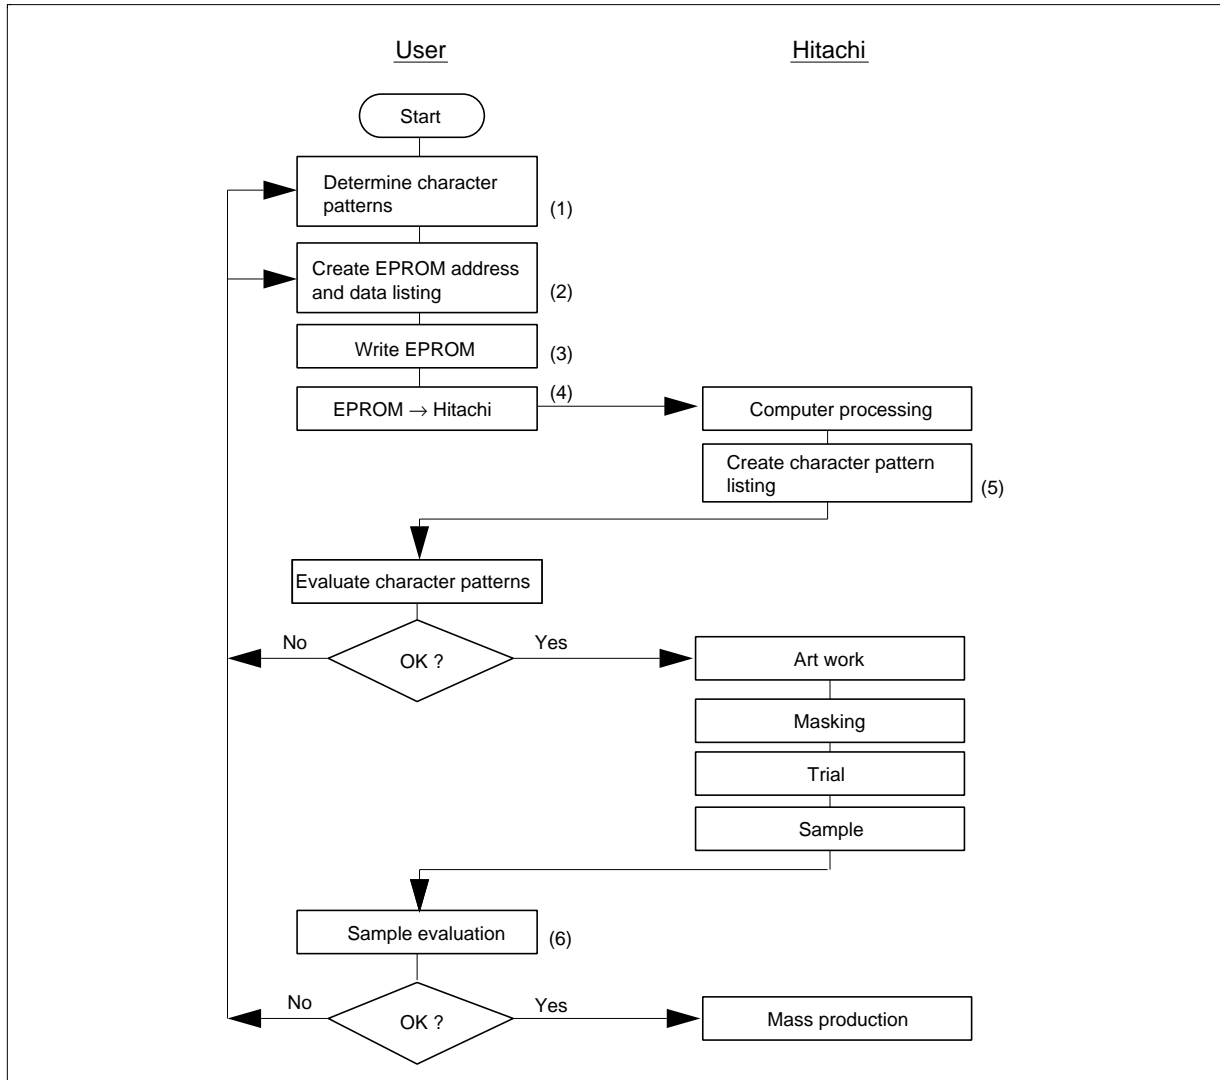 User
Hitachi
Start
Determine character
patterns
(1)
Create EPROM address
and data listing
(2)
Write EPROM
(3)
EPROM → Hitachi
(4)
Computer processing
Create character pattern
listing
(5)
Evaluate character patterns
No
OK ?
Yes
Art work
Masking
Trial
Sample
Sample evaluation
(6)
No
OK ?
Yes
Mass production